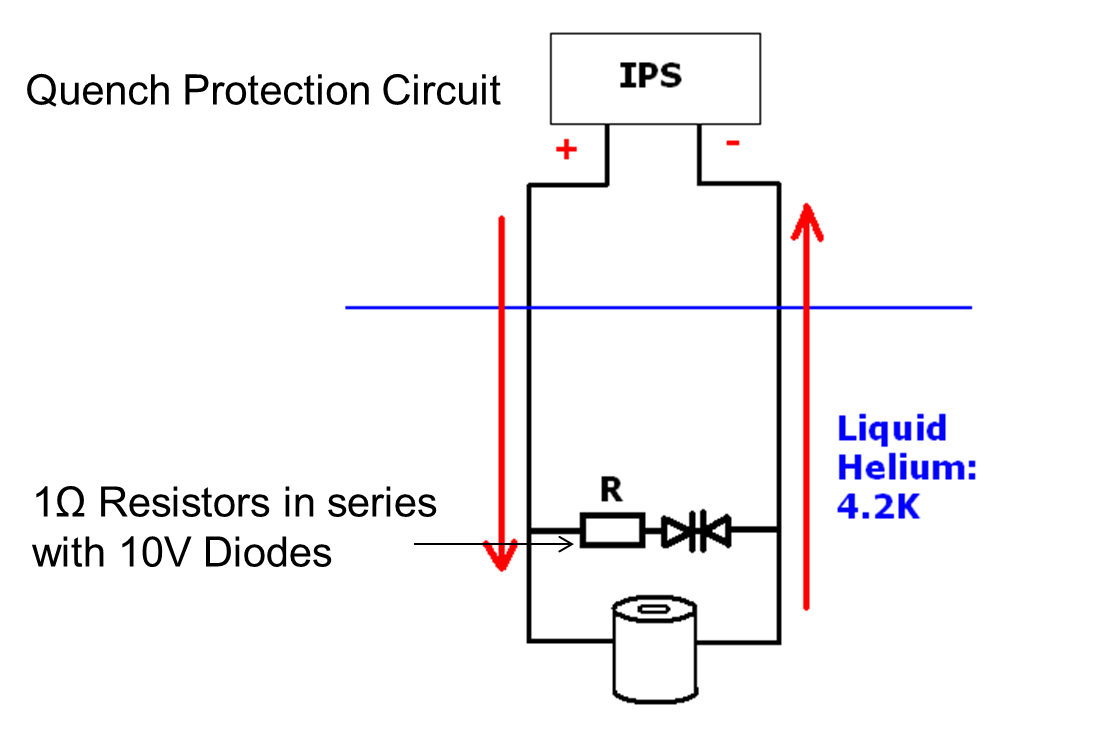 IPS
Quench Protection Circuit
+ -
Liquid
Helium:
4.2K
R
1Ω Resistors in series
with 10V Diodes